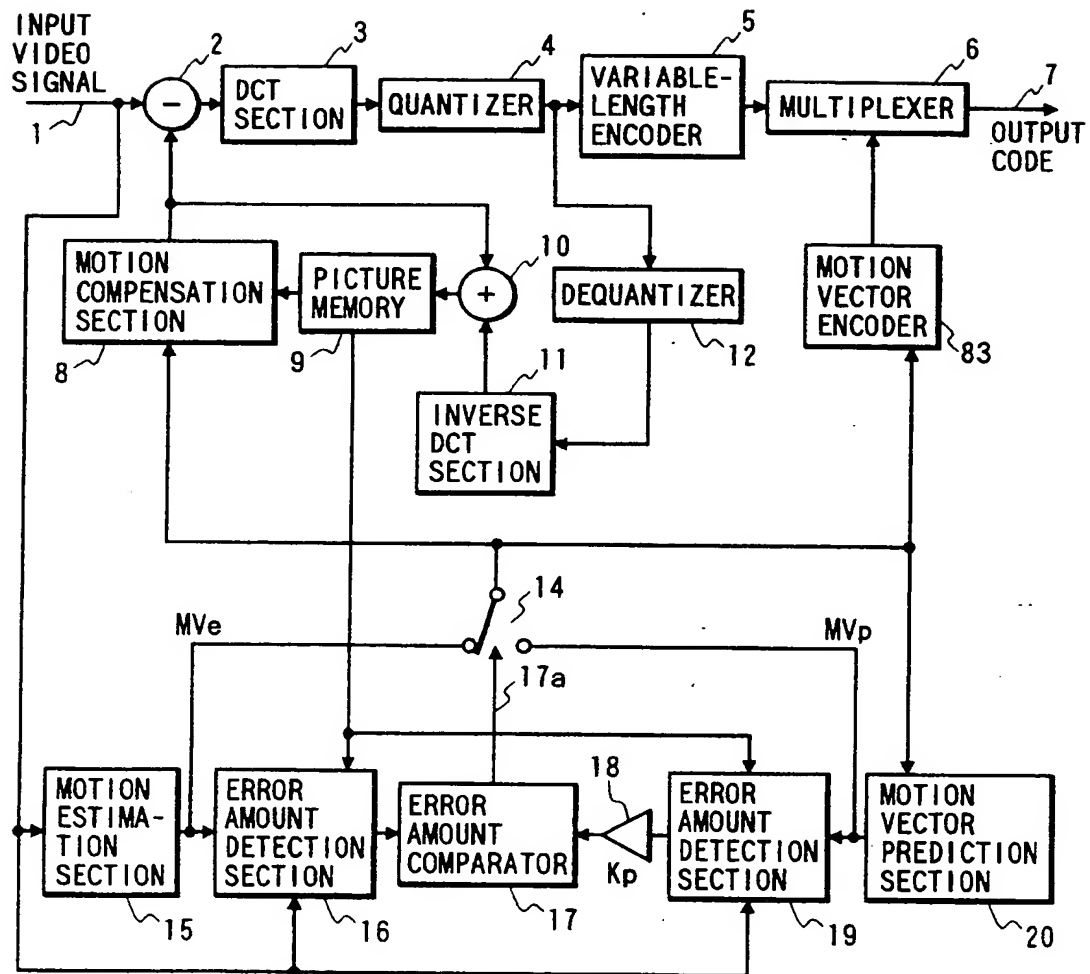 INPUT
VIDEO
SIGNAL
1
2
−
3
DCT
SECTION
4
QUANTIZER
5
VARIABLE-
LENGTH
ENCODER
6
MULTIPLEXER
7
OUTPUT
CODE
MOTION
COMPENSATION
SECTION
8
PICTURE
MEMORY
9
10
+
11
INVERSE
DCT
SECTION
DEQUANTIZER
12
MOTION
VECTOR
ENCODER
83
MVe
14
MVp
17a
MOTION
ESTIMA-
TION
SECTION
15
ERROR
AMOUNT
DETECTION
SECTION
16
ERROR
AMOUNT
COMPARATOR
17
18
Kp
ERROR
AMOUNT
DETECTION
SECTION
19
MOTION
VECTOR
PREDICTION
SECTION
20